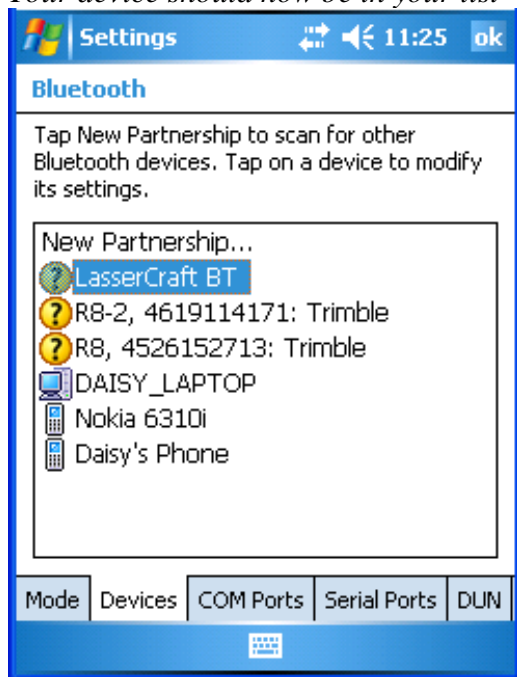 Your device should now be in your list
Settings 11:25 ok
Bluetooth
Tap New Partnership to scan for other
Bluetooth devices. Tap on a device to modify
its settings.
New Partnership...
LasserCraft BT
R8-2, 4619114171: Trimble
R8, 4526152713: Trimble
DAISY_LAPTOP
Nokia 6310i
Daisy's Phone
Mode Devices COM Ports Serial Ports DUN